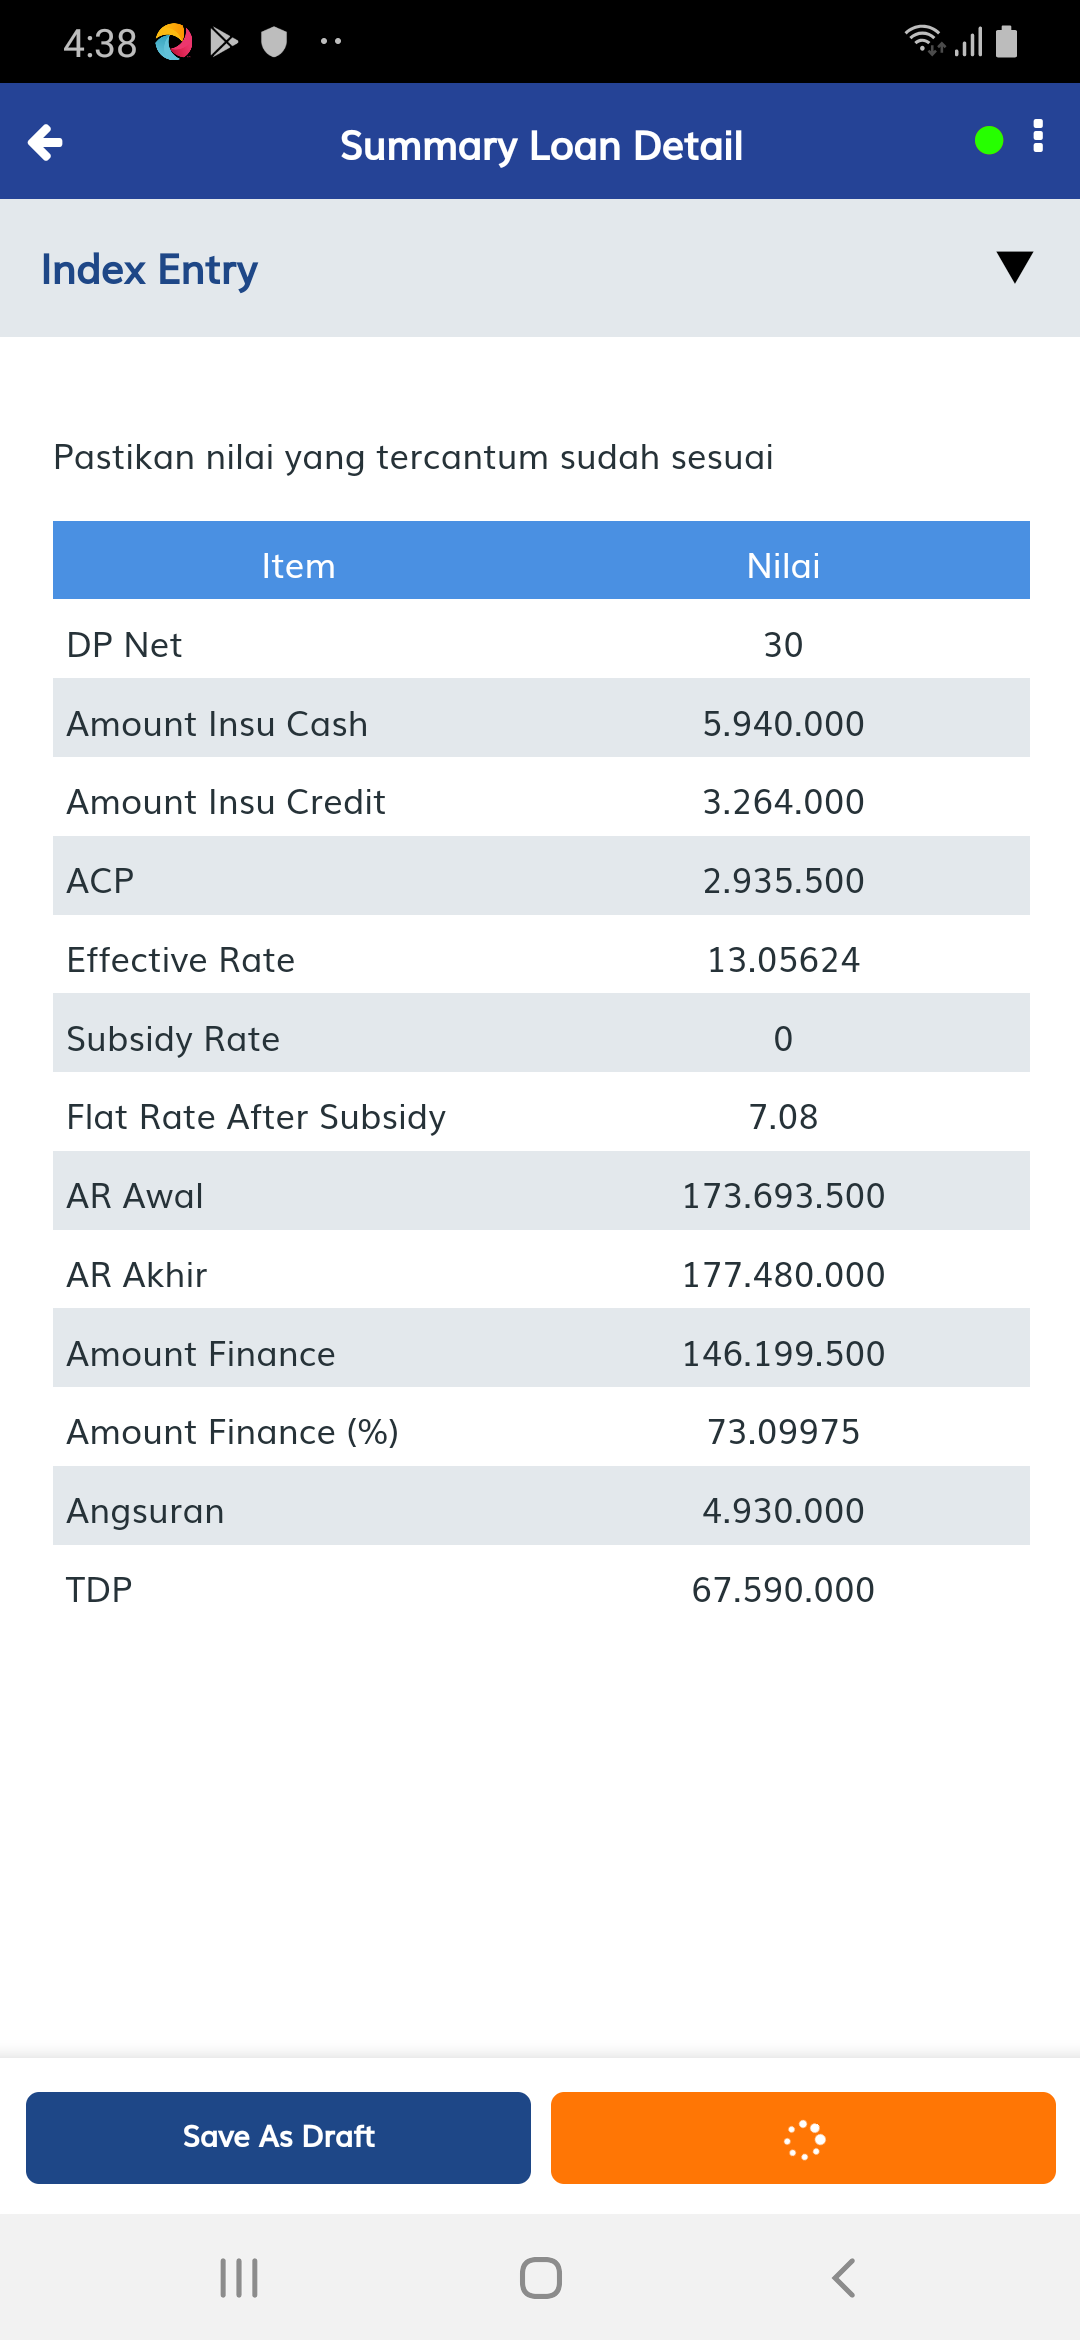 4:38
Summary Loan Detail
Index Entry
Pastikan nilai yang tercantum sudah sesuai
Item Nilai
DP Net 30
Amount Insu Cash 5.940.000
Amount Insu Credit 3.264.000
ACP 2.935.500
Effective Rate 13.05624
Subsidy Rate 0
Flat Rate After Subsidy 7.08
AR Awal 173.693.500
AR Akhir 177.480.000
Amount Finance 146.199.500
Amount Finance (%) 73.09975
Angsuran 4.930.000
TDP 67.590.000
Save As Draft